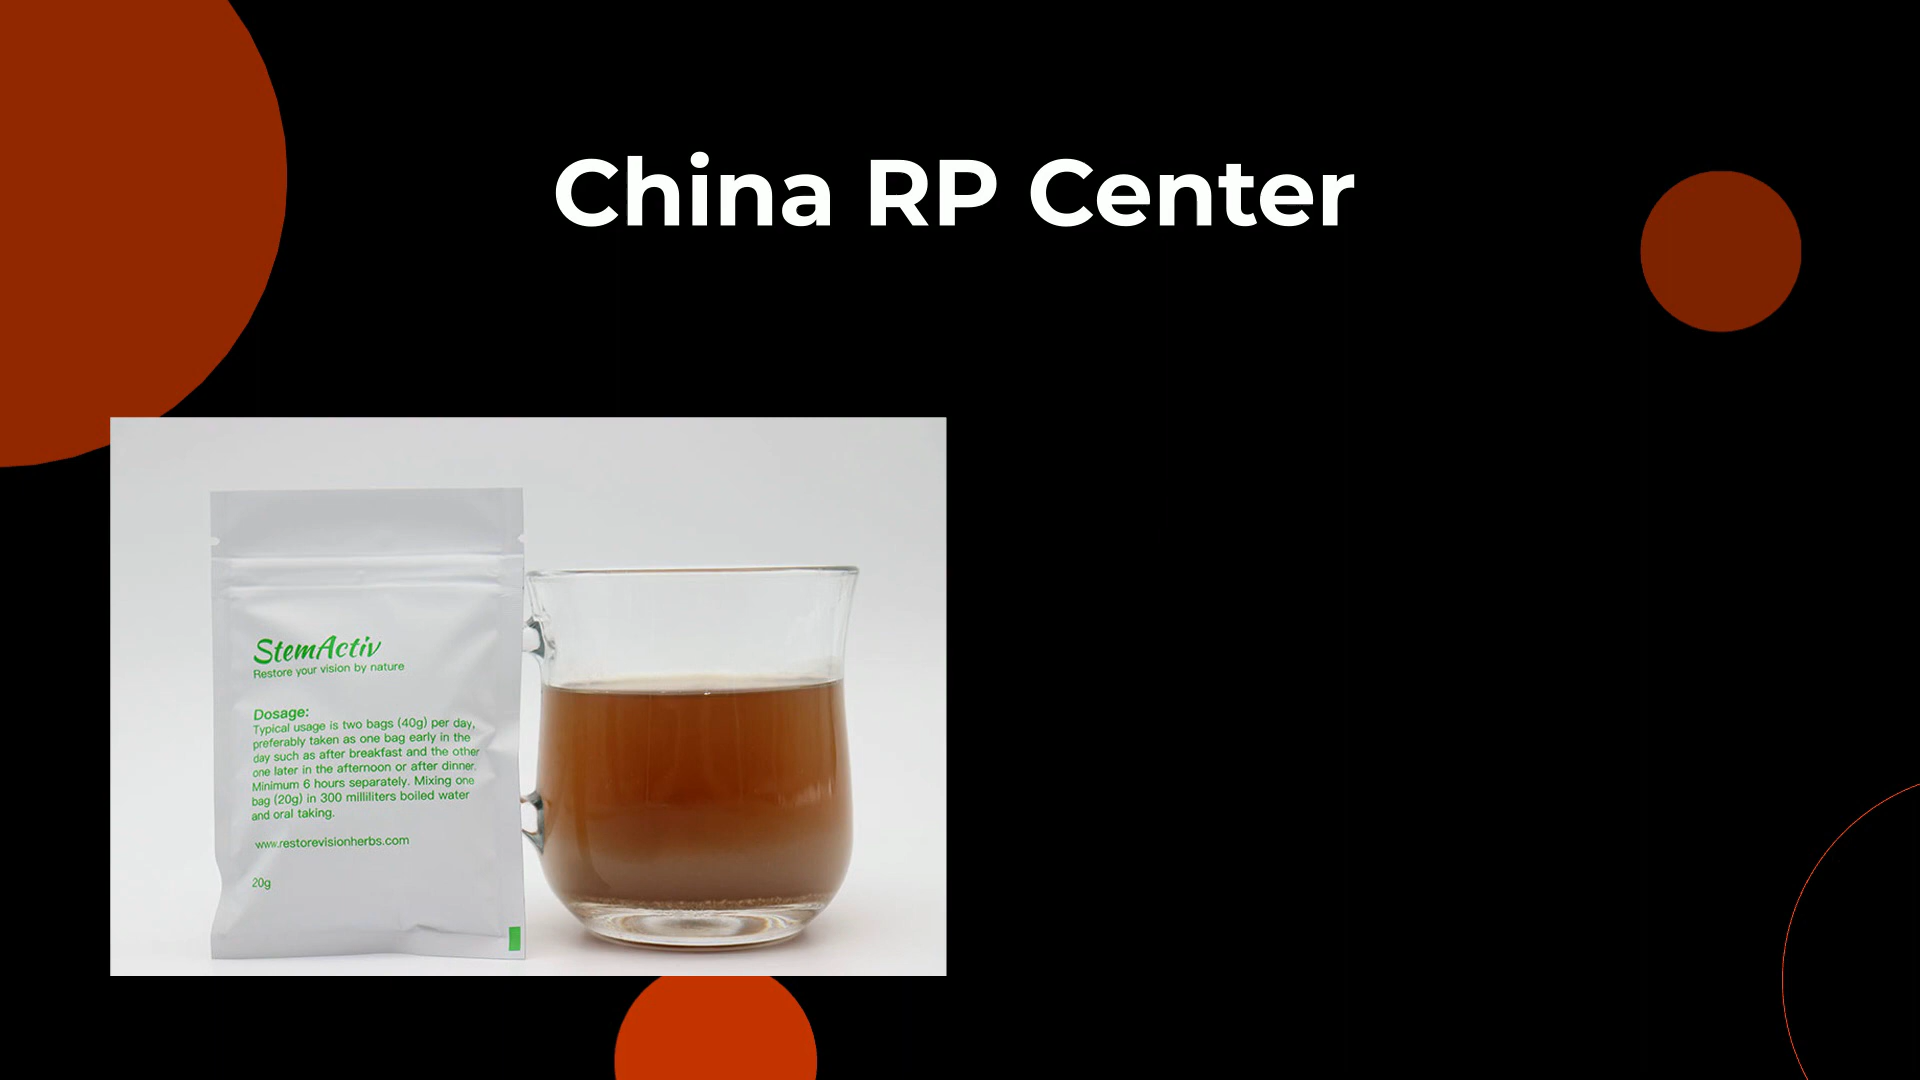 China RP Center
StemActiv
Restore your vision by nature
Dosage:
Typical usage is two bags (40g) per day,
preferably taken as one bag early in the
day such as after breakfast and the other
one later in the afternoon or after dinner.
Minimum 6 hours separately. Mixing one
bag (20g) in 300 milliliters boiled water
and oral taking.
www.restorevisionherbs.com
20g